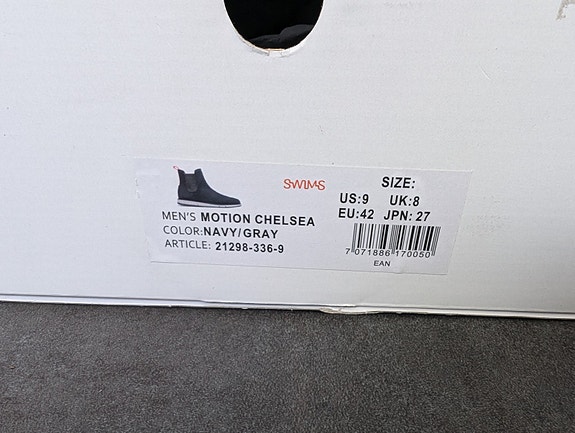 SWIMS
SIZE:
US:9 UK:8
EU:42 JPN: 27
MEN'S MOTION CHELSEA
COLOR:NAVY/GRAY
ARTICLE: 21298-336-9
7 071886 170050
EAN